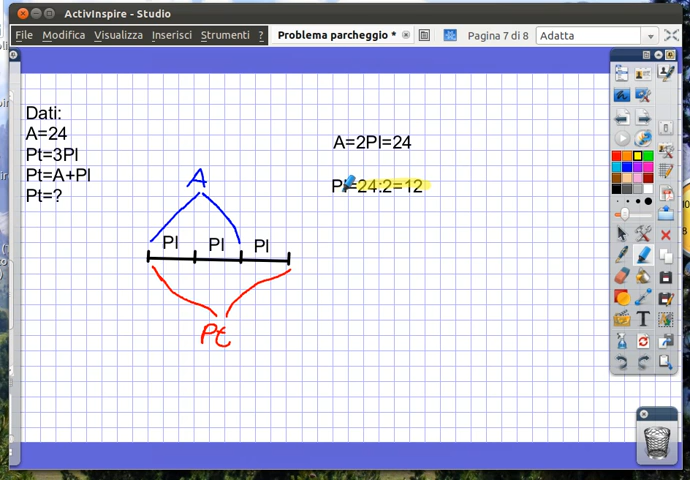 ActivInspire - Studio
File Modifica Visualizza Inserisci Strumenti ? Problema parcheggio * Pagina 7 di 8 Adatta
Dati:
A=24
Pt=3Pl
Pt=A+Pl
Pt=?
A=2Pl=24
Pl=24:2=12
A
Pl Pl Pl
Pt